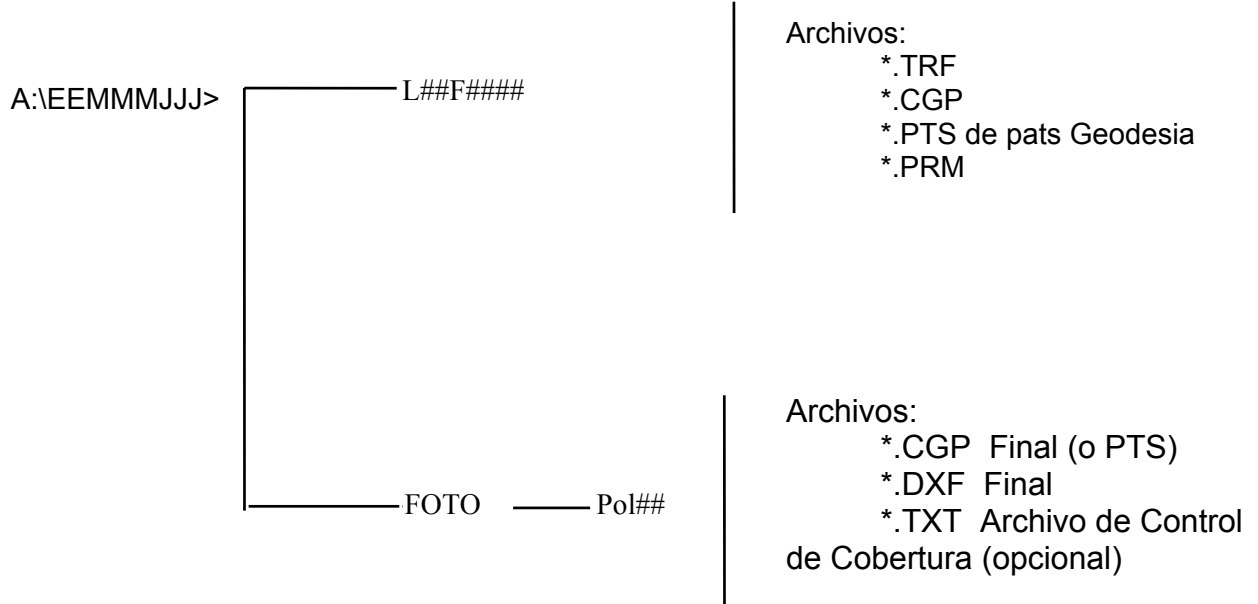 A:\EEMMMJJJ>
L##F####
Archivos:
*.TRF
*.CGP
*.PTS de pats Geodesia
*.PRM
FOTO
Pol##
Archivos:
*.CGP Final (o PTS)
*.DXF Final
*.TXT Archivo de Control
de Cobertura (opcional)